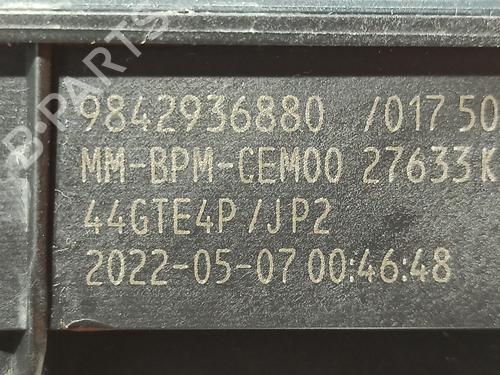 9842936880 /017 50
MM-BPM-CEM00 27633K
44GTE4P/JP2
2022-05-07 00:46:48
B-PARTS